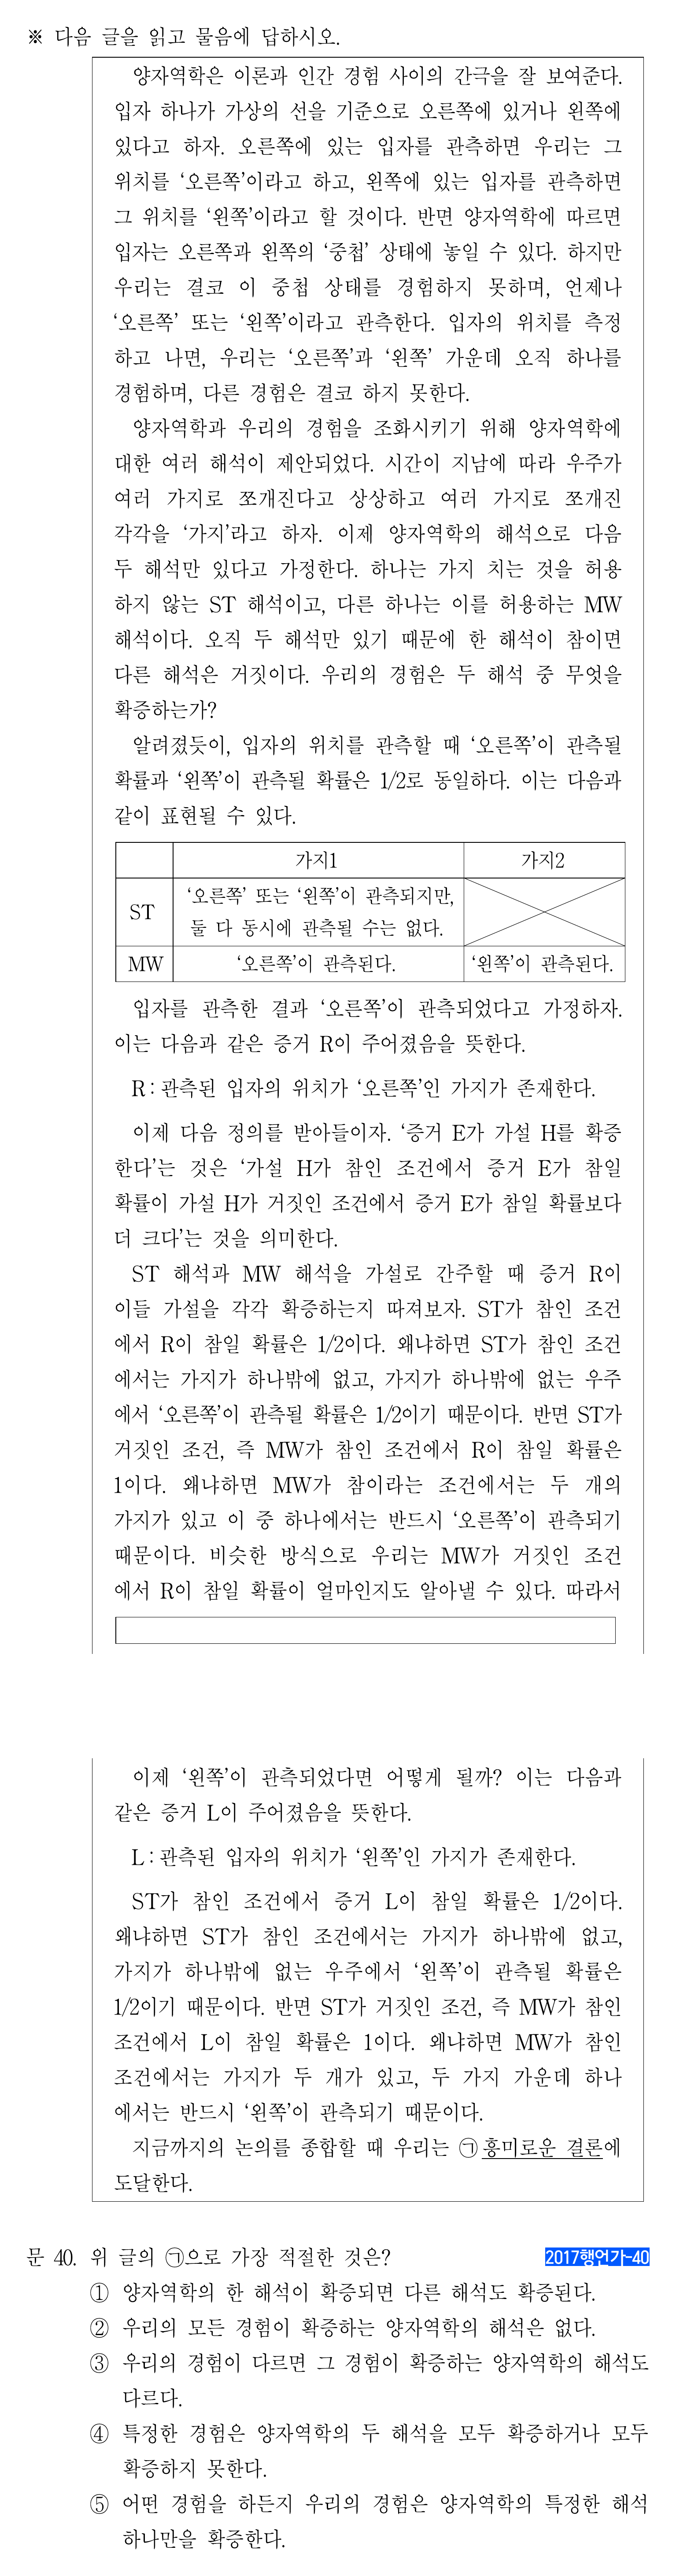 ※ 다음 글을 읽고 물음에 답하시오.
양자역학은 이론과 인간 경험 사이의 간극을 잘 보여준다.
입자 하나가 가상의 선을 기준으로 오른쪽에 있거나 왼쪽에
있다고 하자. 오른쪽에 있는 입자를 관측하면 우리는 그
위치를 ‘오른쪽’이라고 하고, 왼쪽에 있는 입자를 관측하면
그 위치를 ‘왼쪽’이라고 할 것이다. 반면 양자역학에 따르면
입자는 오른쪽과 왼쪽의 ‘중첩’ 상태에 놓일 수 있다. 하지만
우리는 결코 이 중첩 상태를 경험하지 못하며, 언제나
‘오른쪽’ 또는 ‘왼쪽’이라고 관측한다. 입자의 위치를 측정
하고 나면, 우리는 ‘오른쪽’과 ‘왼쪽’ 가운데 오직 하나를
경험하며, 다른 경험은 결코 하지 못한다.
양자역학과 우리의 경험을 조화시키기 위해 양자역학에
대한 여러 해석이 제안되었다. 시간이 지남에 따라 우주가
여러 가지로 쪼개진다고 상상하고 여러 가지로 쪼개진
각각을 ‘가지’라고 하자. 이제 양자역학의 해석으로 다음
두 해석만 있다고 가정한다. 하나는 가지 치는 것을 허용
하지 않는 ST 해석이고, 다른 하나는 이를 허용하는 MW
해석이다. 오직 두 해석만 있기 때문에 한 해석이 참이면
다른 해석은 거짓이다. 우리의 경험은 두 해석 중 무엇을
확증하는가?
알려졌듯이, 입자의 위치를 관측할 때 ‘오른쪽’이 관측될
확률과 ‘왼쪽’이 관측될 확률은 1/2로 동일하다. 이는 다음과
같이 표현될 수 있다.
가지1 가지2
ST ‘오른쪽’ 또는 ‘왼쪽’이 관측되지만,
둘 다 동시에 관측될 수는 없다.
MW ‘오른쪽’이 관측된다. ‘왼쪽’이 관측된다.
입자를 관측한 결과 ‘오른쪽’이 관측되었다고 가정하자.
이는 다음과 같은 증거 R이 주어졌음을 뜻한다.
R : 관측된 입자의 위치가 ‘오른쪽’인 가지가 존재한다.
이제 다음 정의를 받아들이자. ‘증거 E가 가설 H를 확증
한다’는 것은 ‘가설 H가 참인 조건에서 증거 E가 참일
확률이 가설 H가 거짓인 조건에서 증거 E가 참일 확률보다
더 크다’는 것을 의미한다.
ST 해석과 MW 해석을 가설로 간주할 때 증거 R이
이들 가설을 각각 확증하는지 따져보자. ST가 참인 조건
에서 R이 참일 확률은 1/2이다. 왜냐하면 ST가 참인 조건
에서는 가지가 하나밖에 없고, 가지가 하나밖에 없는 우주
에서 ‘오른쪽’이 관측될 확률은 1/2이기 때문이다. 반면 ST가
거짓인 조건, 즉 MW가 참인 조건에서 R이 참일 확률은
1이다. 왜냐하면 MW가 참이라는 조건에서는 두 개의
가지가 있고 이 중 하나에서는 반드시 ‘오른쪽’이 관측되기
때문이다. 비슷한 방식으로 우리는 MW가 거짓인 조건
에서 R이 참일 확률이 얼마인지도 알아낼 수 있다. 따라서
이제 ‘왼쪽’이 관측되었다면 어떻게 될까? 이는 다음과
같은 증거 L이 주어졌음을 뜻한다.
L : 관측된 입자의 위치가 ‘왼쪽’인 가지가 존재한다.
ST가 참인 조건에서 증거 L이 참일 확률은 1/2이다.
왜냐하면 ST가 참인 조건에서는 가지가 하나밖에 없고,
가지가 하나밖에 없는 우주에서 ‘왼쪽’이 관측될 확률은
1/2이기 때문이다. 반면 ST가 거짓인 조건, 즉 MW가 참인
조건에서 L이 참일 확률은 1이다. 왜냐하면 MW가 참인
조건에서는 가지가 두 개가 있고, 두 가지 가운데 하나
에서는 반드시 ‘왼쪽’이 관측되기 때문이다.
지금까지의 논의를 종합할 때 우리는 ㉠흥미로운 결론에
도달한다.
문 40. 위 글의 ㉠으로 가장 적절한 것은? 2017행언가-40
① 양자역학의 한 해석이 확증되면 다른 해석도 확증된다.
② 우리의 모든 경험이 확증하는 양자역학의 해석은 없다.
③ 우리의 경험이 다르면 그 경험이 확증하는 양자역학의 해석도
다르다.
④ 특정한 경험은 양자역학의 두 해석을 모두 확증하거나 모두
확증하지 못한다.
⑤ 어떤 경험을 하든지 우리의 경험은 양자역학의 특정한 해석
하나만을 확증한다.